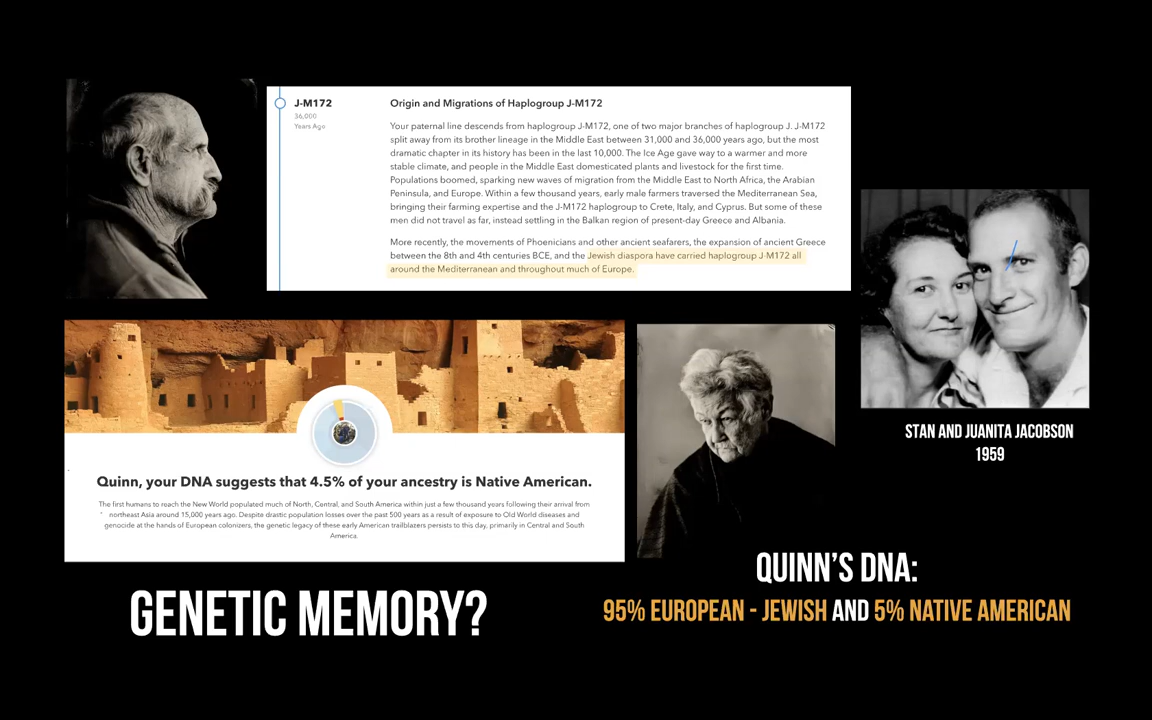 J-M172
36,000
Years Ago
Origin and Migrations of Haplogroup J-M172
Your paternal line descends from haplogroup J-M172, one of two major branches of haplogroup J. J-M172
split away from its brother lineage in the Middle East between 31,000 and 36,000 years ago, but the most
dramatic chapter in its history has been in the last 10,000. The Ice Age gave way to a warmer and more
stable climate, and people in the Middle East domesticated plants and livestock for the first time.
Populations boomed, sparking new waves of migration from the Middle East to North Africa, the Arabian
Peninsula, and Europe. Within a few thousand years, early male farmers traversed the Mediterranean Sea,
bringing their farming expertise and the J-M172 haplogroup to Crete, Italy, and Cyprus. But some of these
men did not travel as far, instead settling in the Balkan region of present-day Greece and Albania.
More recently, the movements of Phoenicians and other ancient seafarers, the expansion of ancient Greece
between the 8th and 4th centuries BCE, and the Jewish diaspora have carried haplogroup J-M172 all
around the Mediterranean and throughout much of Europe.
STAN AND JUANITA JACOBSON
1959
Quinn, your DNA suggests that 4.5% of your ancestry is Native American.
The first humans to reach the New World populated much of North, Central, and South America within just a few thousand years following their arrival from
northeast Asia around 15,000 years ago. Despite drastic population losses over the past 500 years as a result of exposure to Old World diseases and
genocide at the hands of European colonizers, the genetic legacy of these early American trailblazers persists to this day, primarily in Central and South
America.
GENETIC MEMORY?
QUINN'S DNA:
95% EUROPEAN - JEWISH AND 5% NATIVE AMERICAN